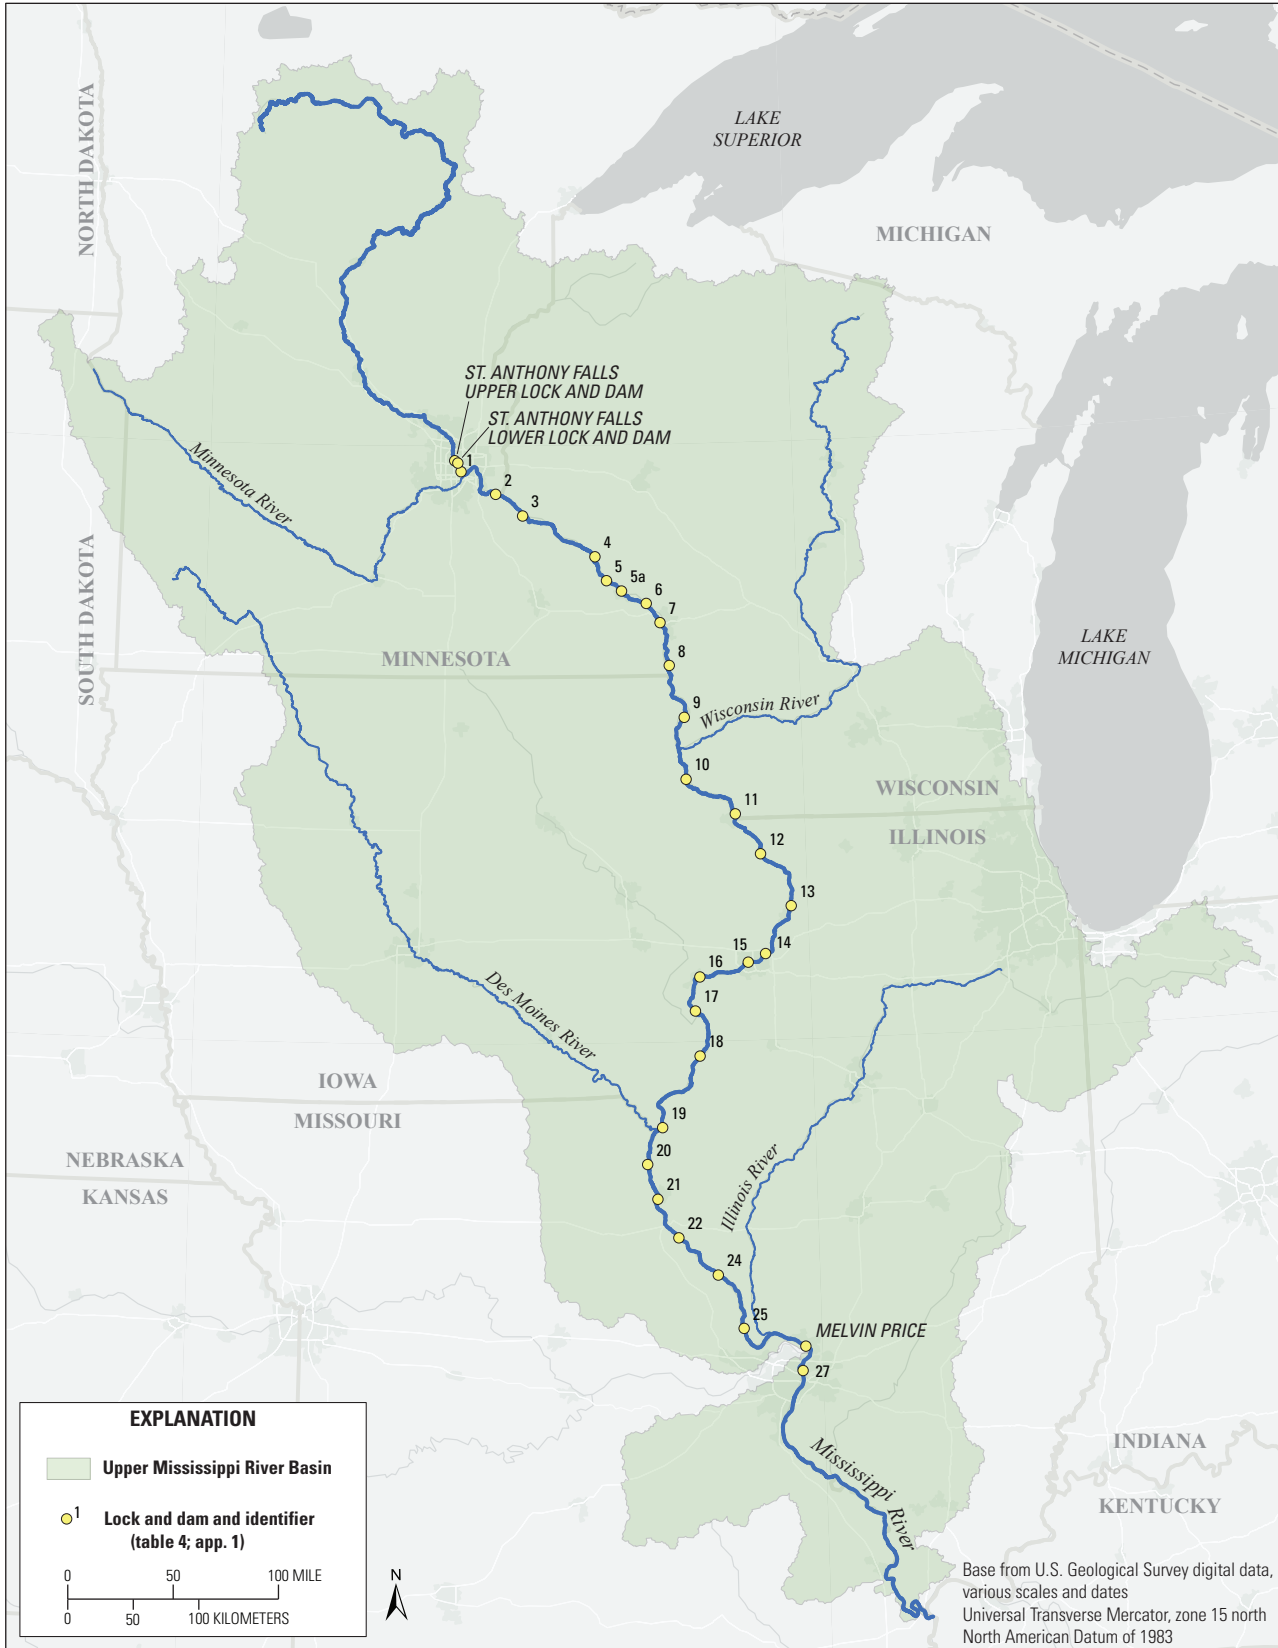 LAKE
SUPERIOR
NORTH DAKOTA
MICHIGAN
ST. ANTHONY FALLS
UPPER LOCK AND DAM
ST. ANTHONY FALLS
LOWER LOCK AND DAM
1
2
3
Minnesota River
4
5
5a
6
7
SOUTH DAKOTA
MINNESOTA
8
LAKE
MICHIGAN
9
Wisconsin River
10
WISCONSIN
11
ILLINOIS
12
13
14
15
16
17
Des Moines River
18
IOWA
MISSOURI
19
NEBRASKA
KANSAS
20
21
Illinois River
22
24
25
MELVIN PRICE
27
Mississippi River
INDIANA
KENTUCKY
EXPLANATION
Upper Mississippi River Basin
1 Lock and dam and identifier
(table 4; app. 1)
0 50 100 MILE
0 50 100 KILOMETERS
N
Base from U.S. Geological Survey digital data,
various scales and dates
Universal Transverse Mercator, zone 15 north
North American Datum of 1983